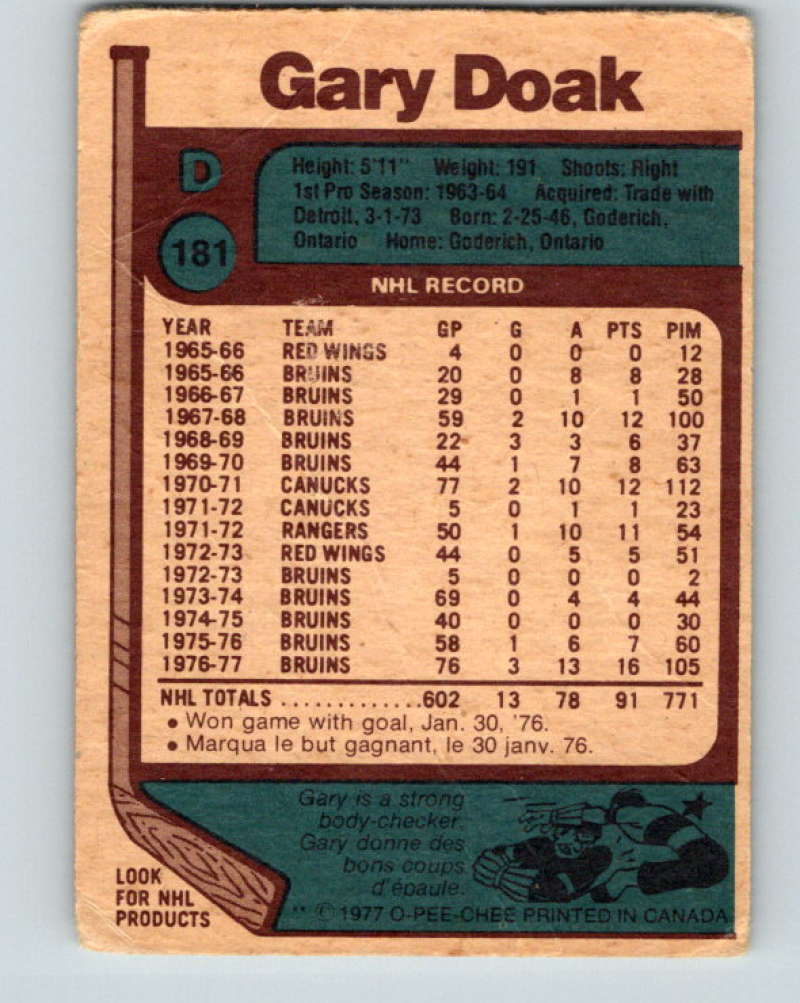 Gary Doak
D
181
Height: 5'11" Weight: 191 Shoots: Right
1st Pro Season: 1963-64 Acquired: Trade with
Detroit, 3-1-73 Born: 2-25-46, Goderich,
Ontario Home: Goderich, Ontario
NHL RECORD
YEAR TEAM GP G A PTS PIM
1965-66 RED WINGS 4 0 0 0 12
1965-66 BRUINS 20 0 8 8 28
1966-67 BRUINS 29 0 1 1 50
1967-68 BRUINS 59 2 10 12 100
1968-69 BRUINS 22 3 3 6 37
1969-70 BRUINS 44 1 7 8 63
1970-71 CANUCKS 77 2 10 12 112
1971-72 CANUCKS 5 0 1 1 23
1971-72 RANGERS 50 1 10 11 54
1972-73 RED WINGS 44 0 5 5 51
1972-73 BRUINS 5 0 0 0 2
1973-74 BRUINS 69 0 4 4 44
1974-75 BRUINS 40 0 0 0 30
1975-76 BRUINS 58 1 6 7 60
1976-77 BRUINS 76 3 13 16 105
NHL TOTALS ..............602 13 78 91 771
• Won game with goal, Jan. 30, '76.
• Marqua le but gagnant, le 30 janv. 76.
Gary is a strong
body-checker.
Gary donne des
bons coups
d'épaule.
LOOK
FOR NHL
PRODUCTS
** © 1977 O-PEE-CHEE PRINTED IN CANADA